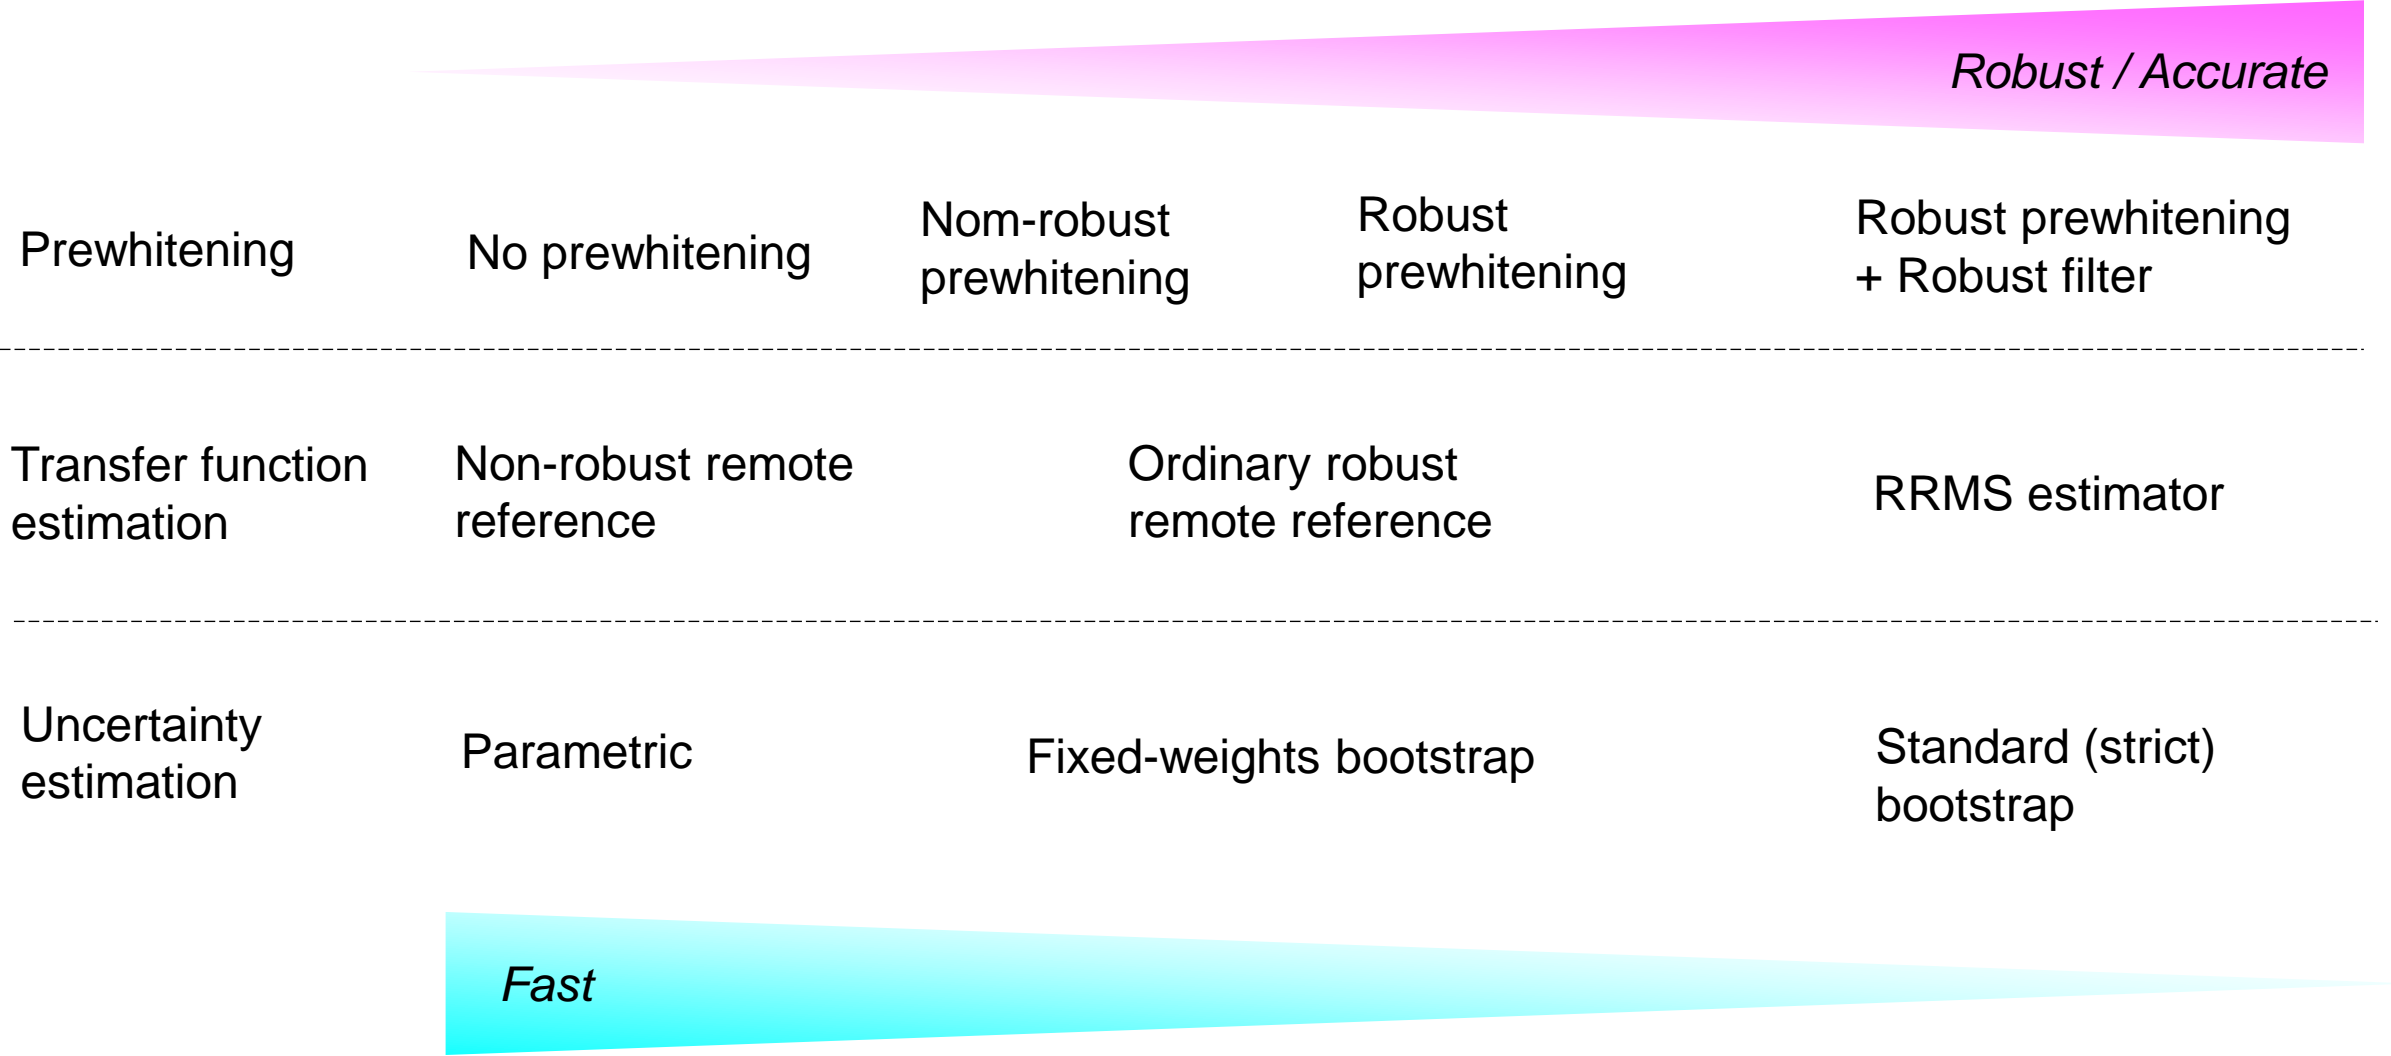 Robust / Accurate
Prewhitening
No prewhitening
Nom-robust
prewhitening
Robust
prewhitening
Robust prewhitening
+ Robust filter
Transfer function
estimation
Non-robust remote
reference
Ordinary robust
remote reference
RRMS estimator
Uncertainty
estimation
Parametric
Fixed-weights bootstrap
Standard (strict)
bootstrap
Fast